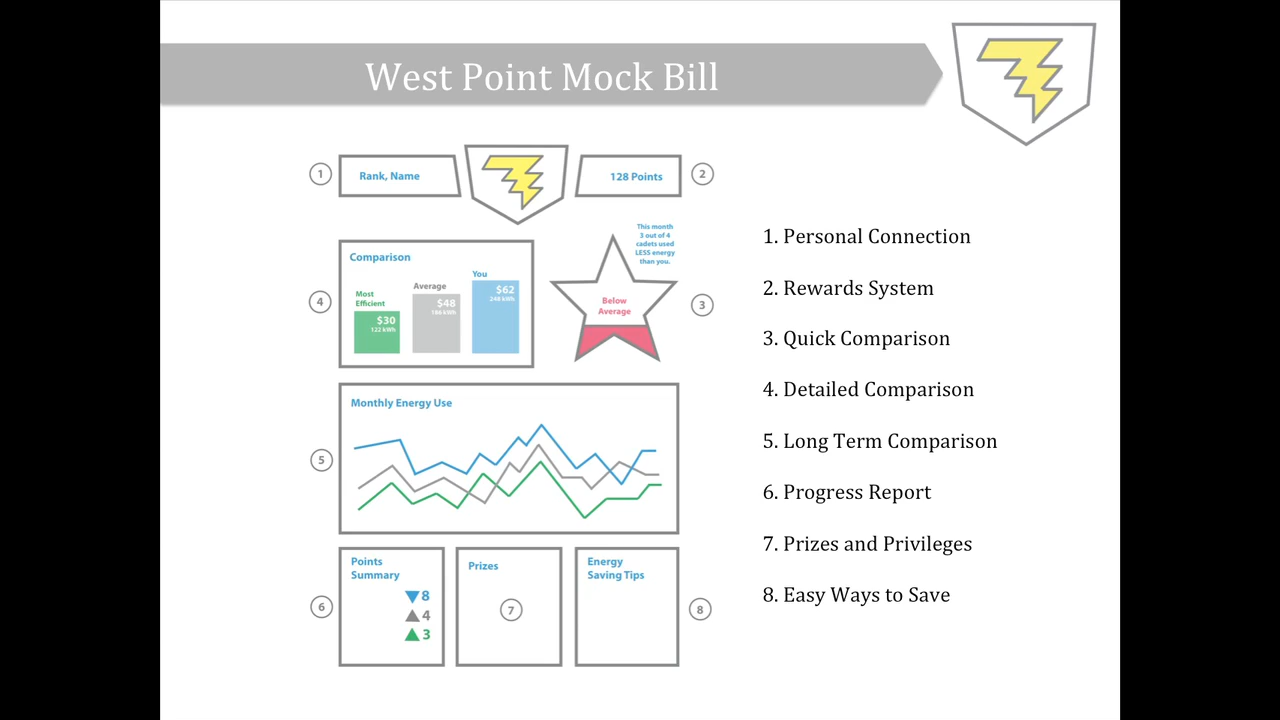 West Point Mock Bill
1
Rank, Name
128 Points
2
This month
3 out of 4
cadets used
LESS energy
than you.
4
Comparison
Most
Efficient
$30
122 kWh
Average
$48
186 kWh
You
$62
248 kWh
Below
Average
3
5
Monthly Energy Use
6
Points
Summary
8
4
3
Prizes
7
Energy
Saving Tips
8
1. Personal Connection
2. Rewards System
3. Quick Comparison
4. Detailed Comparison
5. Long Term Comparison
6. Progress Report
7. Prizes and Privileges
8. Easy Ways to Save